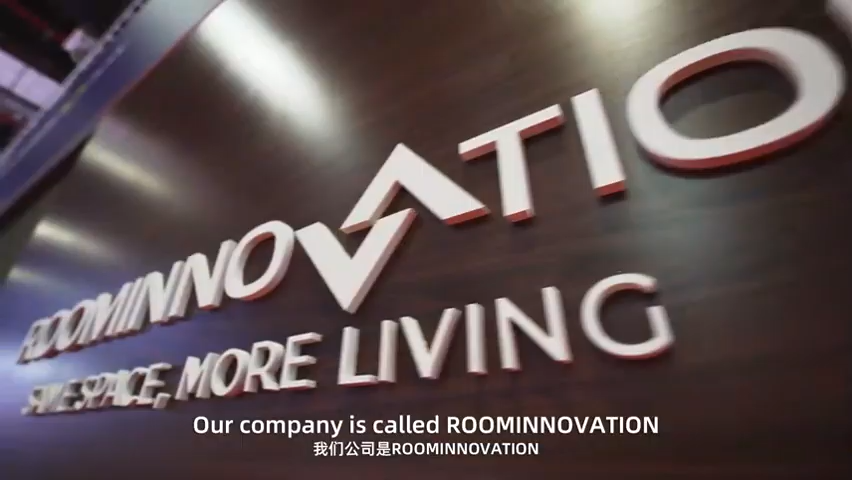 ROOMINNOVATIO
SAME SPACE, MORE LIVING
Our company is called ROOMINNOVATION
我们公司是ROOMINNOVATION